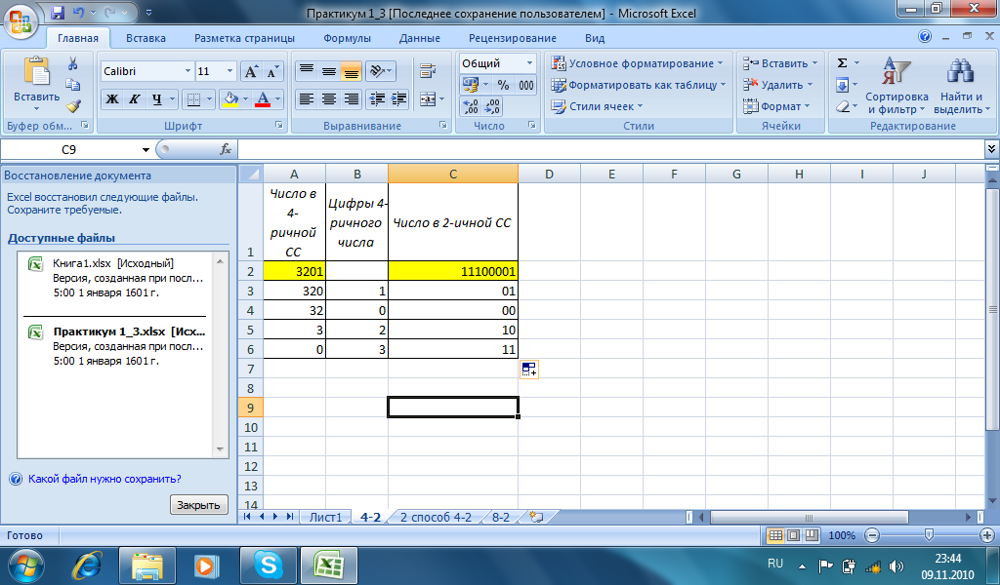 Практикум 1_3 [Последнее сохранение пользователем] - Microsoft Excel
Главная Вставка Разметка страницы Формулы Данные Рецензирование Вид
Вставить
Буфер обм...
Calibri 11
Ж К Ч
Шрифт
Выравнивание
Общий
% 000
,0 ,00
,00 ,0
Число
Условное форматирование
Форматировать как таблицу
Стили ячеек
Стили
Вставить
Удалить
Формат
Ячейки
Σ
Сортировка и фильтр
Найти и выделить
Редактирование
C9 fx
Восстановление документа
Excel восстановил следующие файлы.
Сохраните требуемые.
Доступные файлы
Книга1.xlsx [Исходный]
Версия, созданная при посл...
5:00 1 января 1601 г.
Практикум 1_3.xlsx [Исх...
Версия, созданная при посл...
5:00 1 января 1601 г.
Какой файл нужно сохранить?
Закрыть
A B C D E F G H I J
1 Число в 4-ричной СС Цифры 4-ричного числа Число в 2-ичной СС
2 3201 11100001
3 320 1 01
4 32 0 00
5 3 2 10
6 0 3 11
7
8
9
10
11
12
13
14
Лист1 4-2 2 способ 4-2 8-2
Готово 100%
RU 23:44
09.11.2010